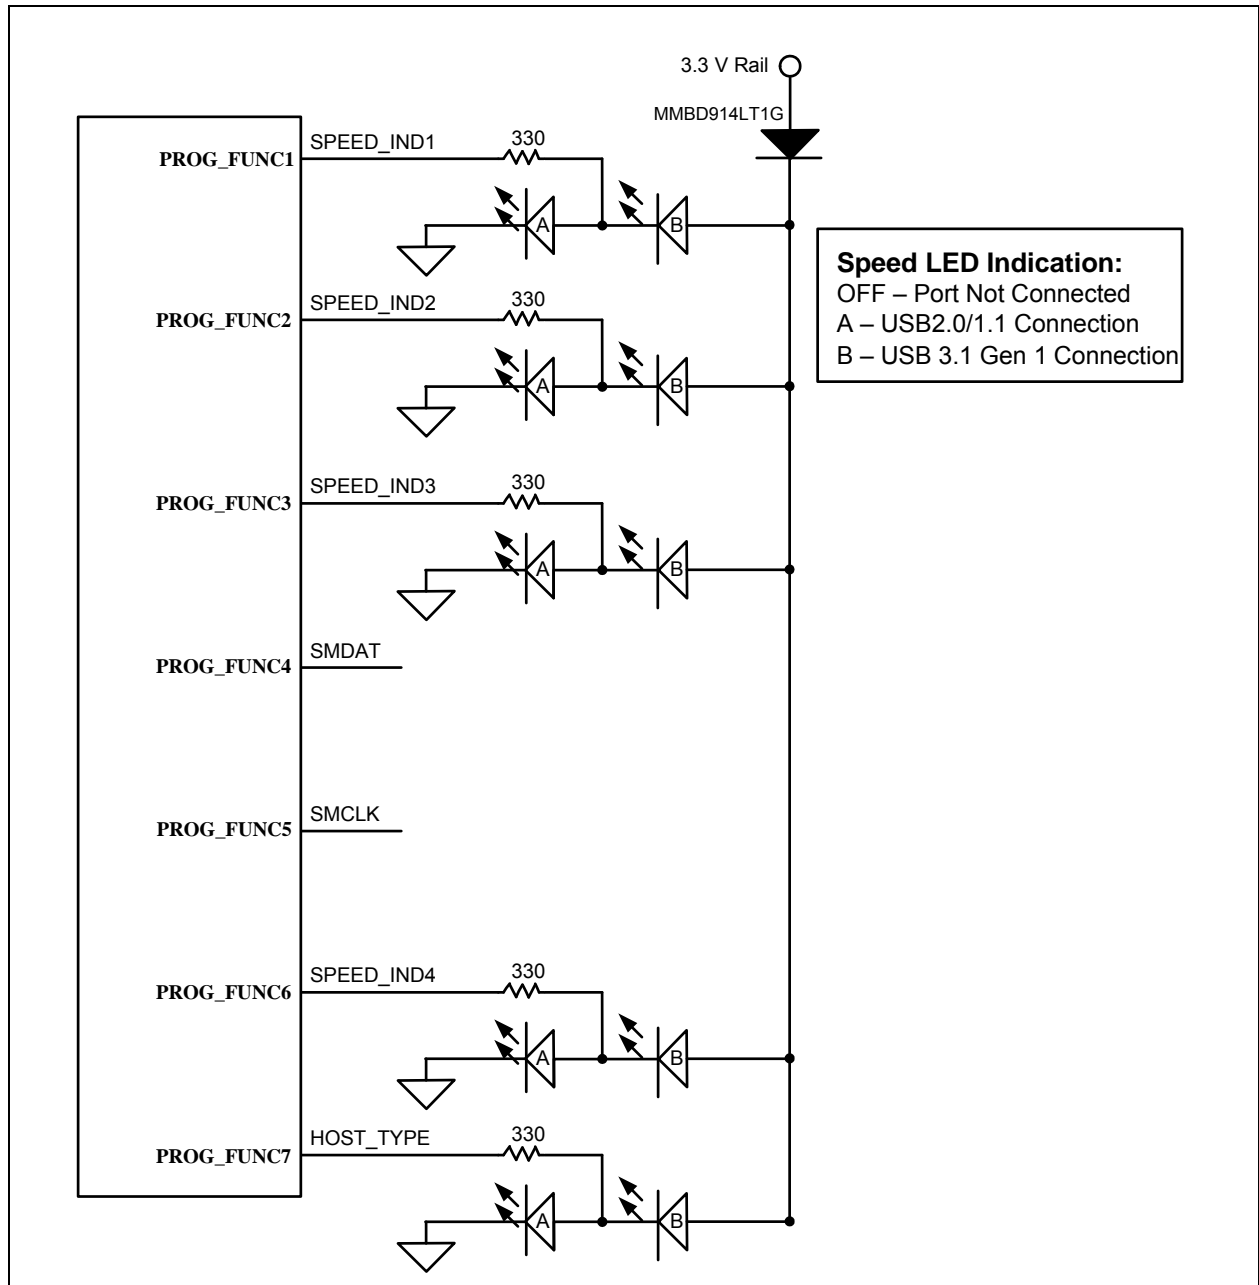 3.3 V Rail
MMBD914LT1G
PROG_FUNC1 SPEED_IND1 330
A B
Speed LED Indication:
OFF – Port Not Connected
A – USB2.0/1.1 Connection
B – USB 3.1 Gen 1 Connection
PROG_FUNC2 SPEED_IND2 330
A B
PROG_FUNC3 SPEED_IND3 330
A B
PROG_FUNC4 SMDAT
PROG_FUNC5 SMCLK
PROG_FUNC6 SPEED_IND4 330
A B
PROG_FUNC7 HOST_TYPE 330
A B